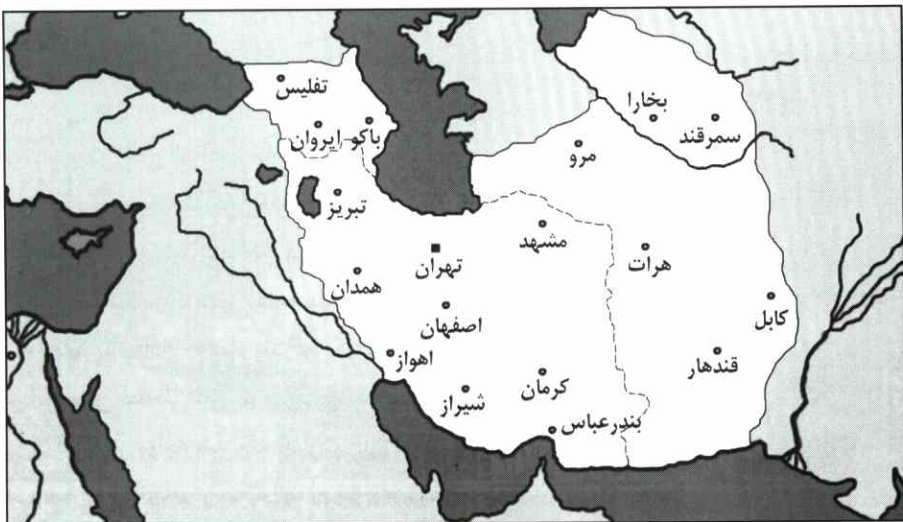 تفلیس
بخارا
سمرقند
باکو
ایروان
مرو
تبریز
مشهد
تهران
هرات
همدان
کابل
اصفهان
اهواز
قندهار
کرمان
شیراز
بندرعباس